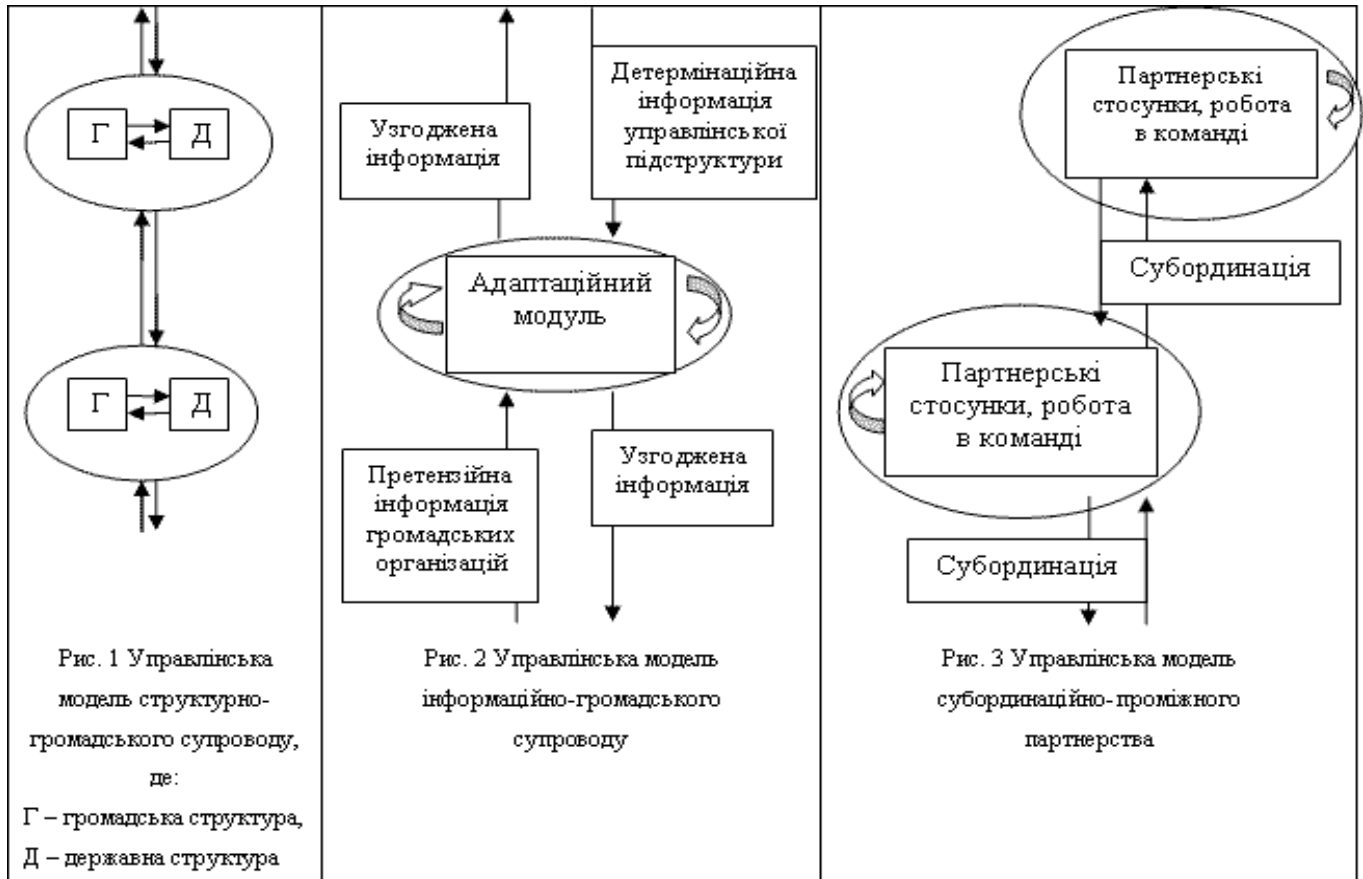 Г
Д
Г
Д
Рис. 1 Управлінська
модель структурно-
громадського супроводу,
де:
Г – громадська структура,
Д – державна структура
Узгоджена
інформація
Детермінаційна
інформація
управлінської
підструктури
Адаптаційний
модуль
Претензійна
інформація
громадських
організацій
Узгоджена
інформація
Рис. 2 Управлінська модель
інформаційно-громадського
супроводу
Партнерські
стосунки, робота
в команді
Субординація
Партнерські
стосунки, робота
в команді
Субординація
Рис. 3 Управлінська модель
субординаційно-проміжного
партнерства